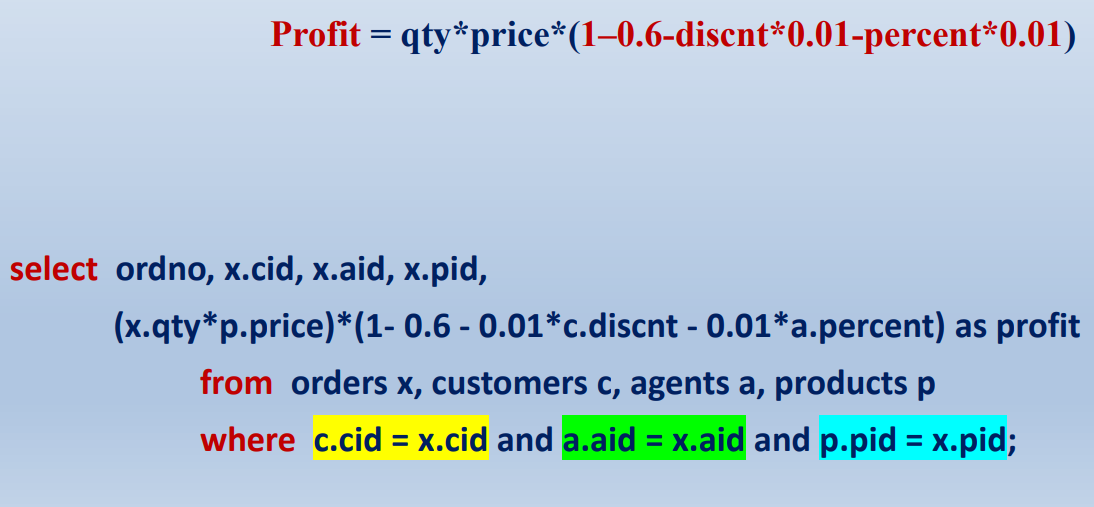 Profit = qty*price*(1–0.6-discnt*0.01-percent*0.01)
select ordno, x.cid, x.aid, x.pid,
(x.qty*p.price)*(1- 0.6 - 0.01*c.discnt - 0.01*a.percent) as profit
from orders x, customers c, agents a, products p
where c.cid = x.cid and a.aid = x.aid and p.pid = x.pid;